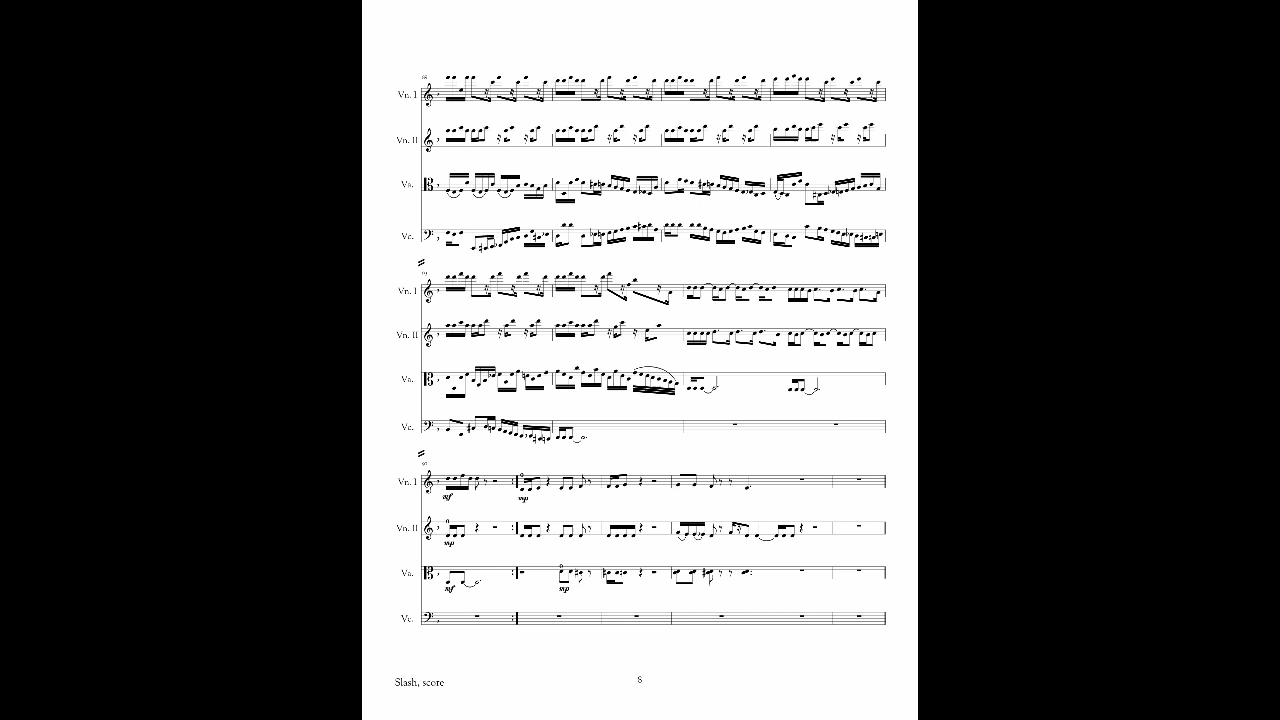 Vn. I
Vn. II
Va.
Vc.
Vn. I
Vn. II
Va.
Vc.
Vn. I
mf
mp
Vn. II
mp
Va.
mf
mp
Vc.
Slash, score
8